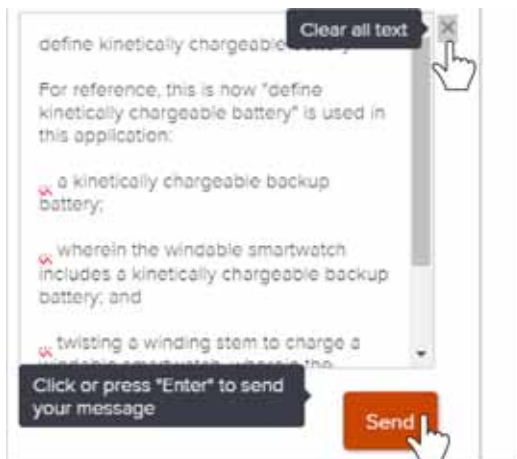 Clear all text
define kinetically chargeable
For reference, this is now "define
kinetically chargeable battery" is used in
this application:
a kinetically chargeable backup
battery;
wherein the windable smartwatch
includes a kinetically chargeable backup
battery; and
twisting a winding stem to charge a
Click or press "Enter" to send
your message
Send